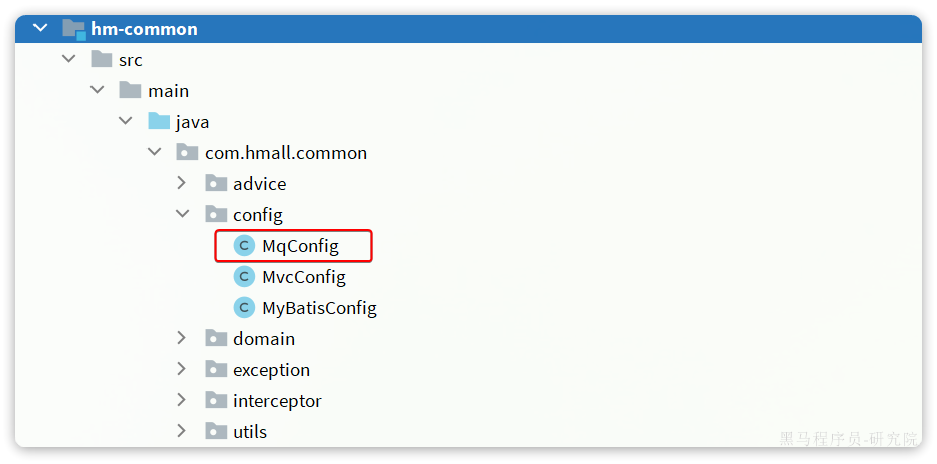 hm-common
src
main
java
com.hmall.common
advice
config
C MqConfig
C MvcConfig
C MyBatisConfig
domain
exception
interceptor
utils
黑马程序员-研究院